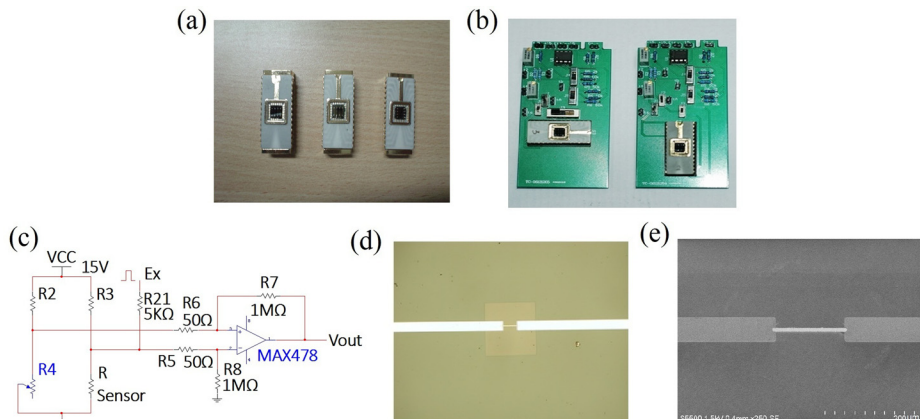 (a)
(b)
(c)
VCC
15V
Ex
R2
R3
R21
5KΩ
R6
50Ω
R7
1MΩ
MAX478
Vout
R4
R
Sensor
R5
50Ω
R8
1MΩ
(d)
(e)